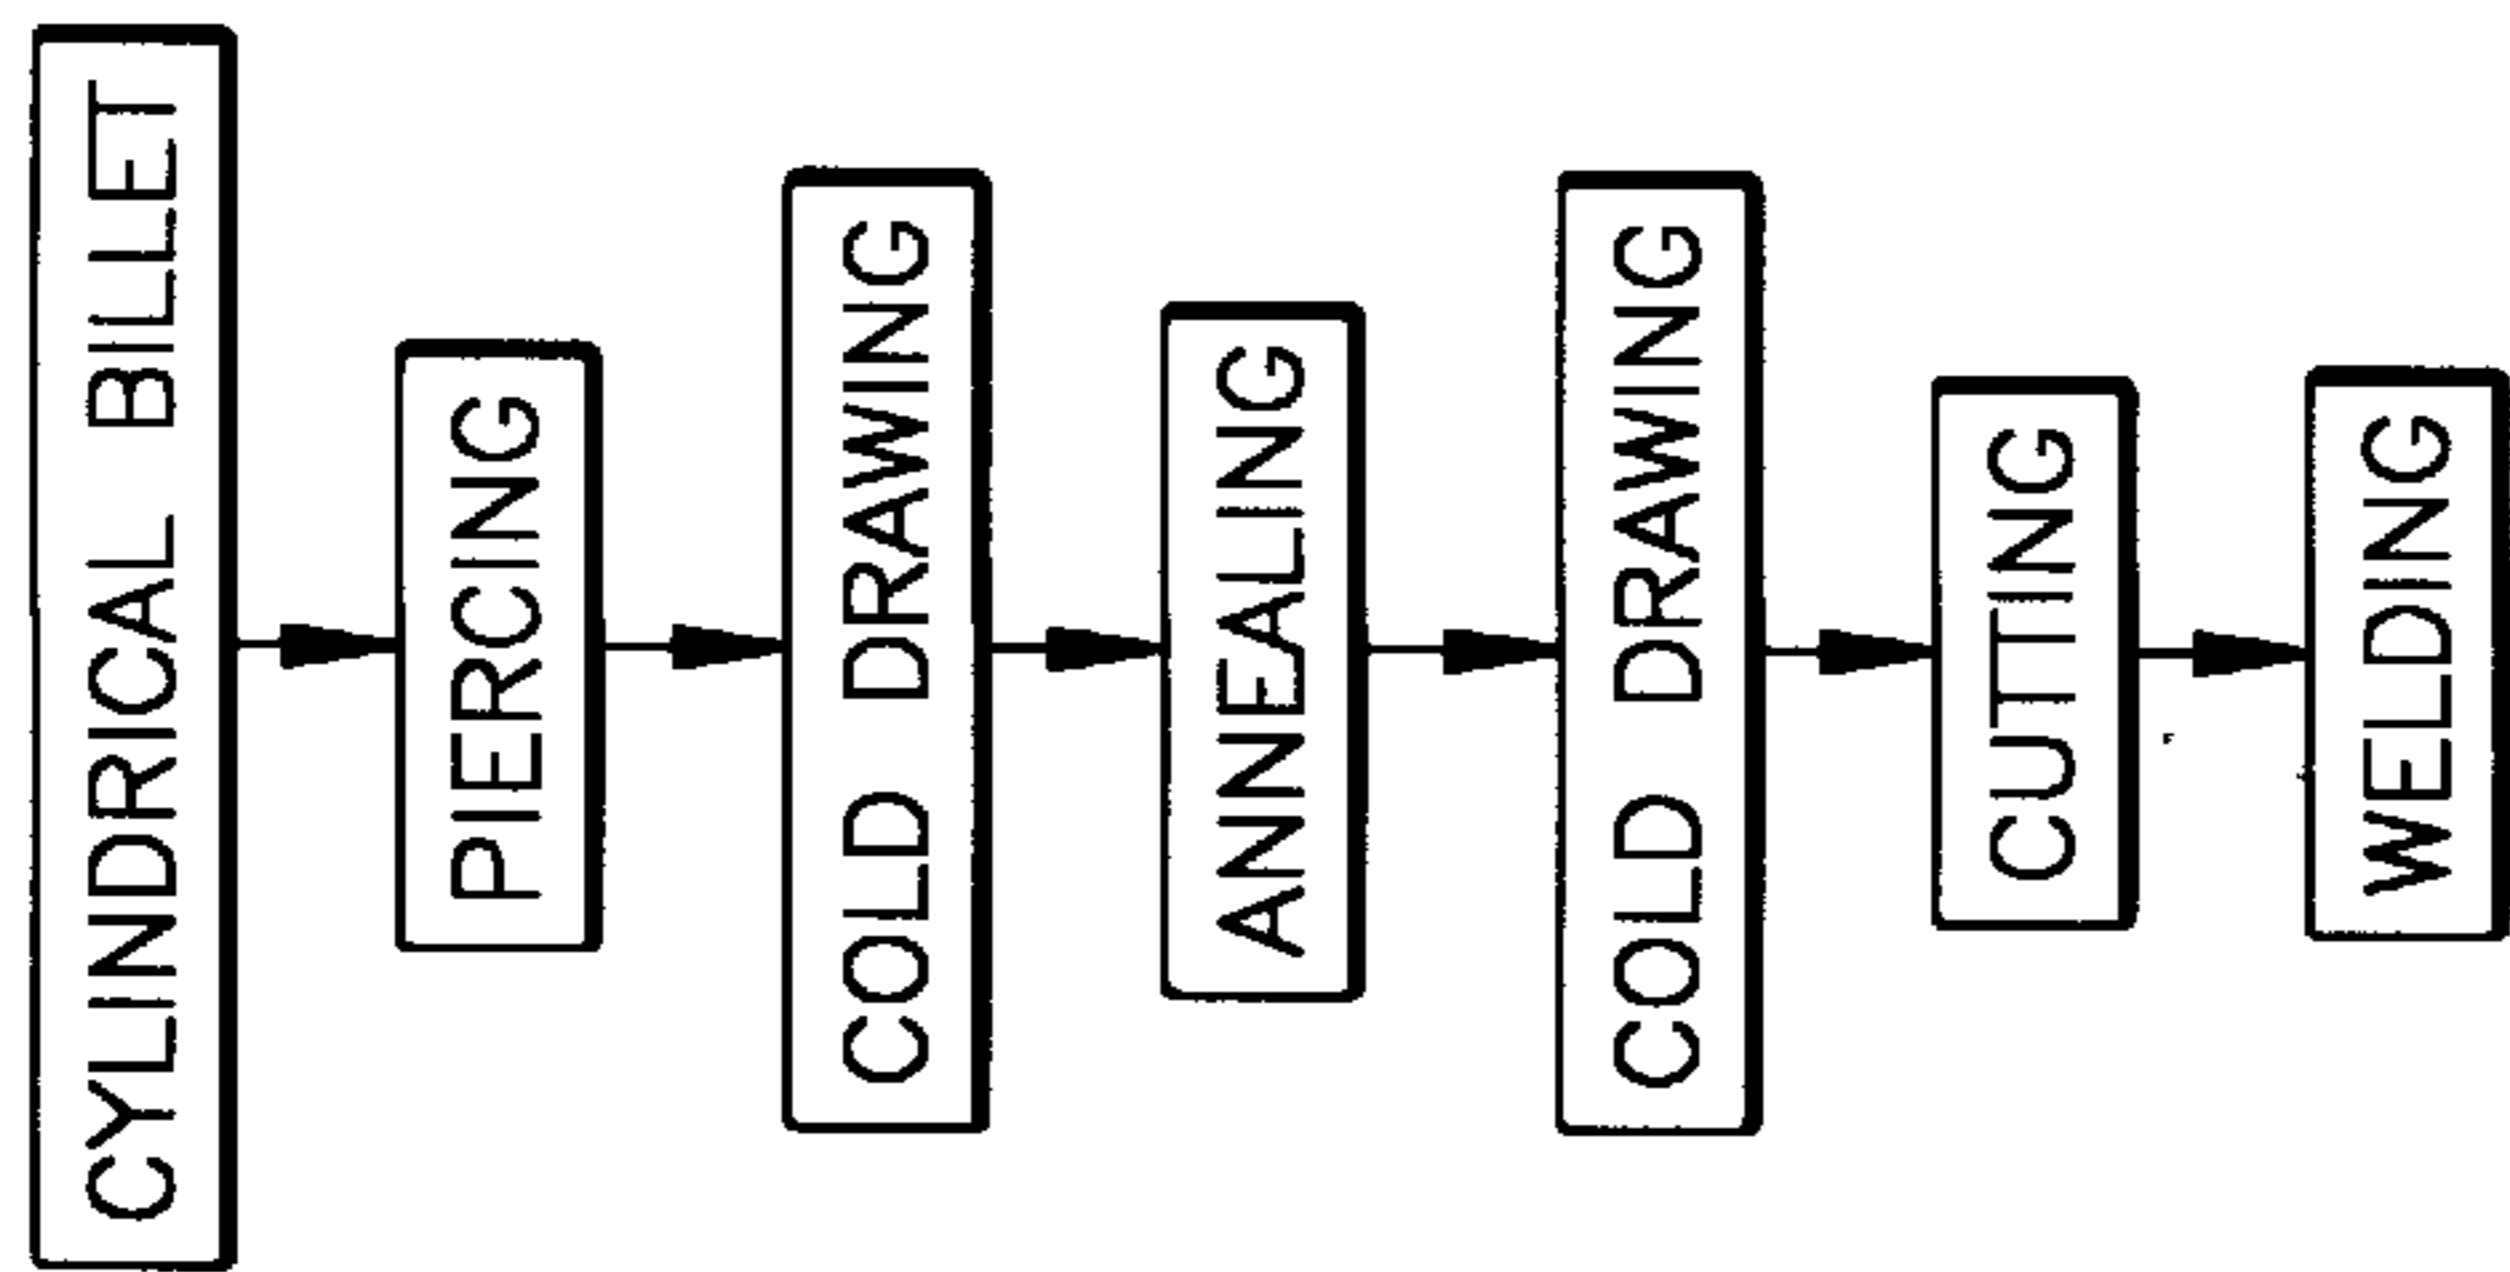 CYLINDRICAL BILLET
PIERCING
COLD DRAWING
ANNEALING
COLD DRAWING
CUTTING
WELDING